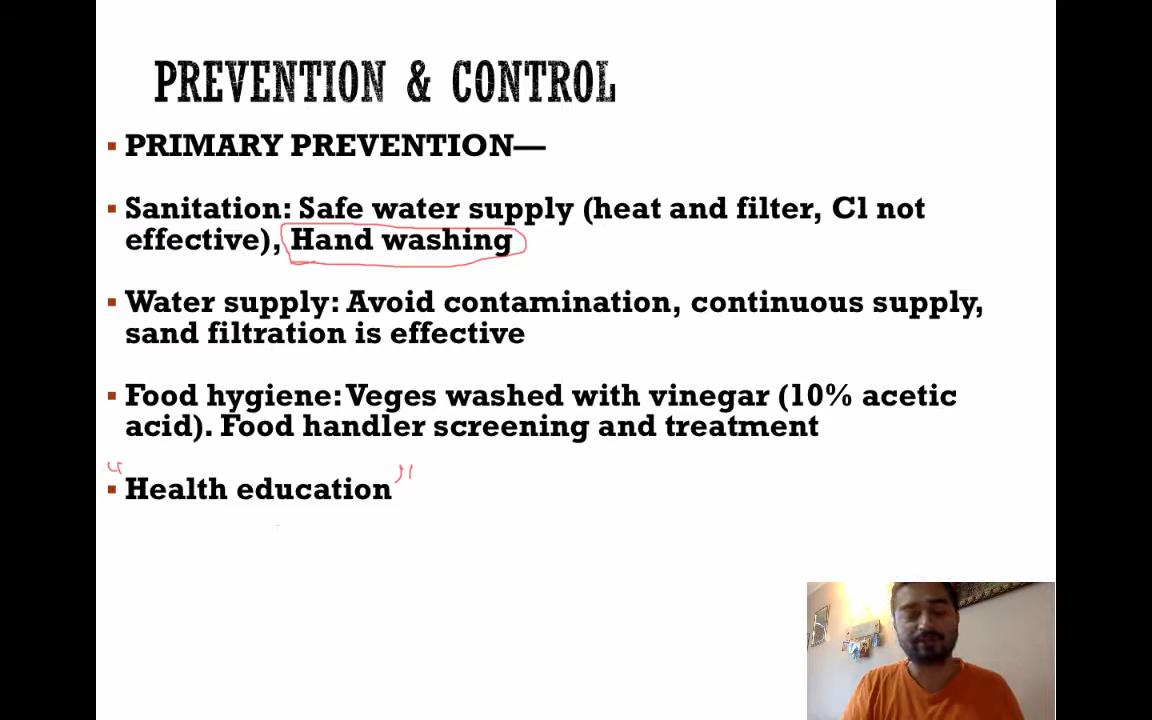 PREVENTION & CONTROL
▪ PRIMARY PREVENTION—
▪ Sanitation: Safe water supply (heat and filter, Cl not
effective), Hand washing
▪ Water supply: Avoid contamination, continuous supply,
sand filtration is effective
▪ Food hygiene: Veges washed with vinegar (10% acetic
acid). Food handler screening and treatment
▪ Health education